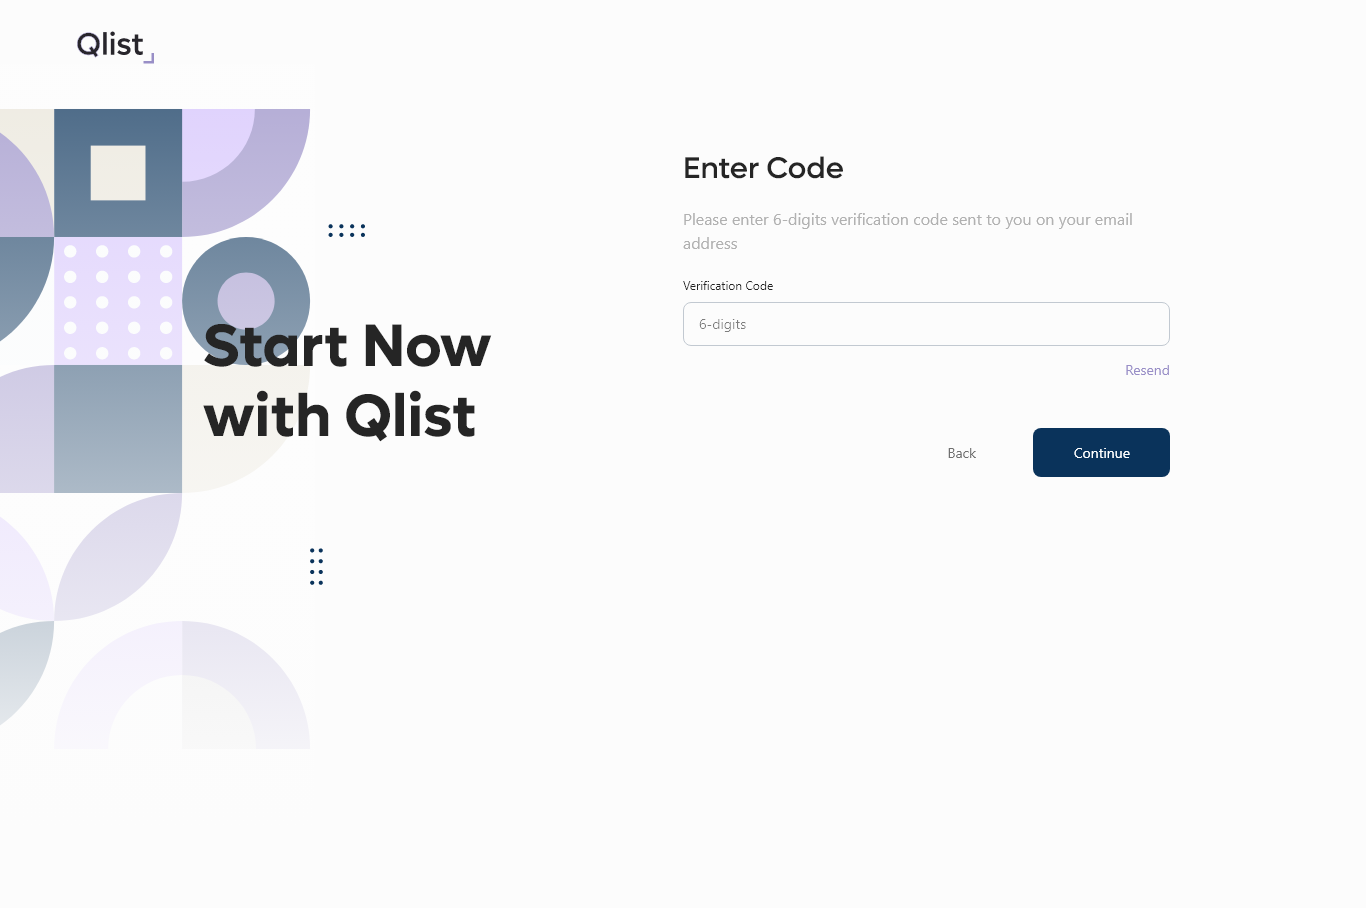 Qlist
Start Now
with Qlist
Enter Code
Please enter 6-digits verification code sent to you on your email
address
Verification Code
6-digits
Resend
Back
Continue